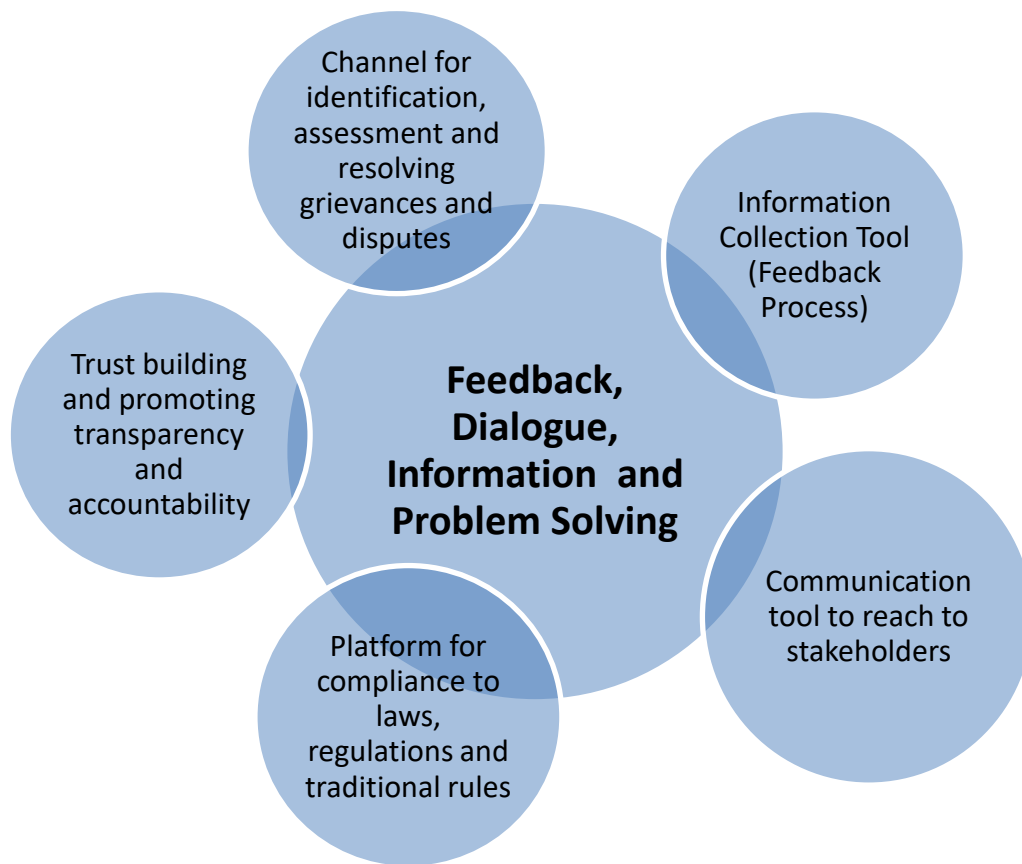 Channel for
identification,
assessment and
resolving
grievances and
disputes
Information
Collection Tool
(Feedback
Process)
Trust building
and promoting
transparency
and
accountability
Feedback,
Dialogue,
Information and
Problem Solving
Communication
tool to reach to
stakeholders
Platform for
compliance to
laws,
regulations and
traditional rules